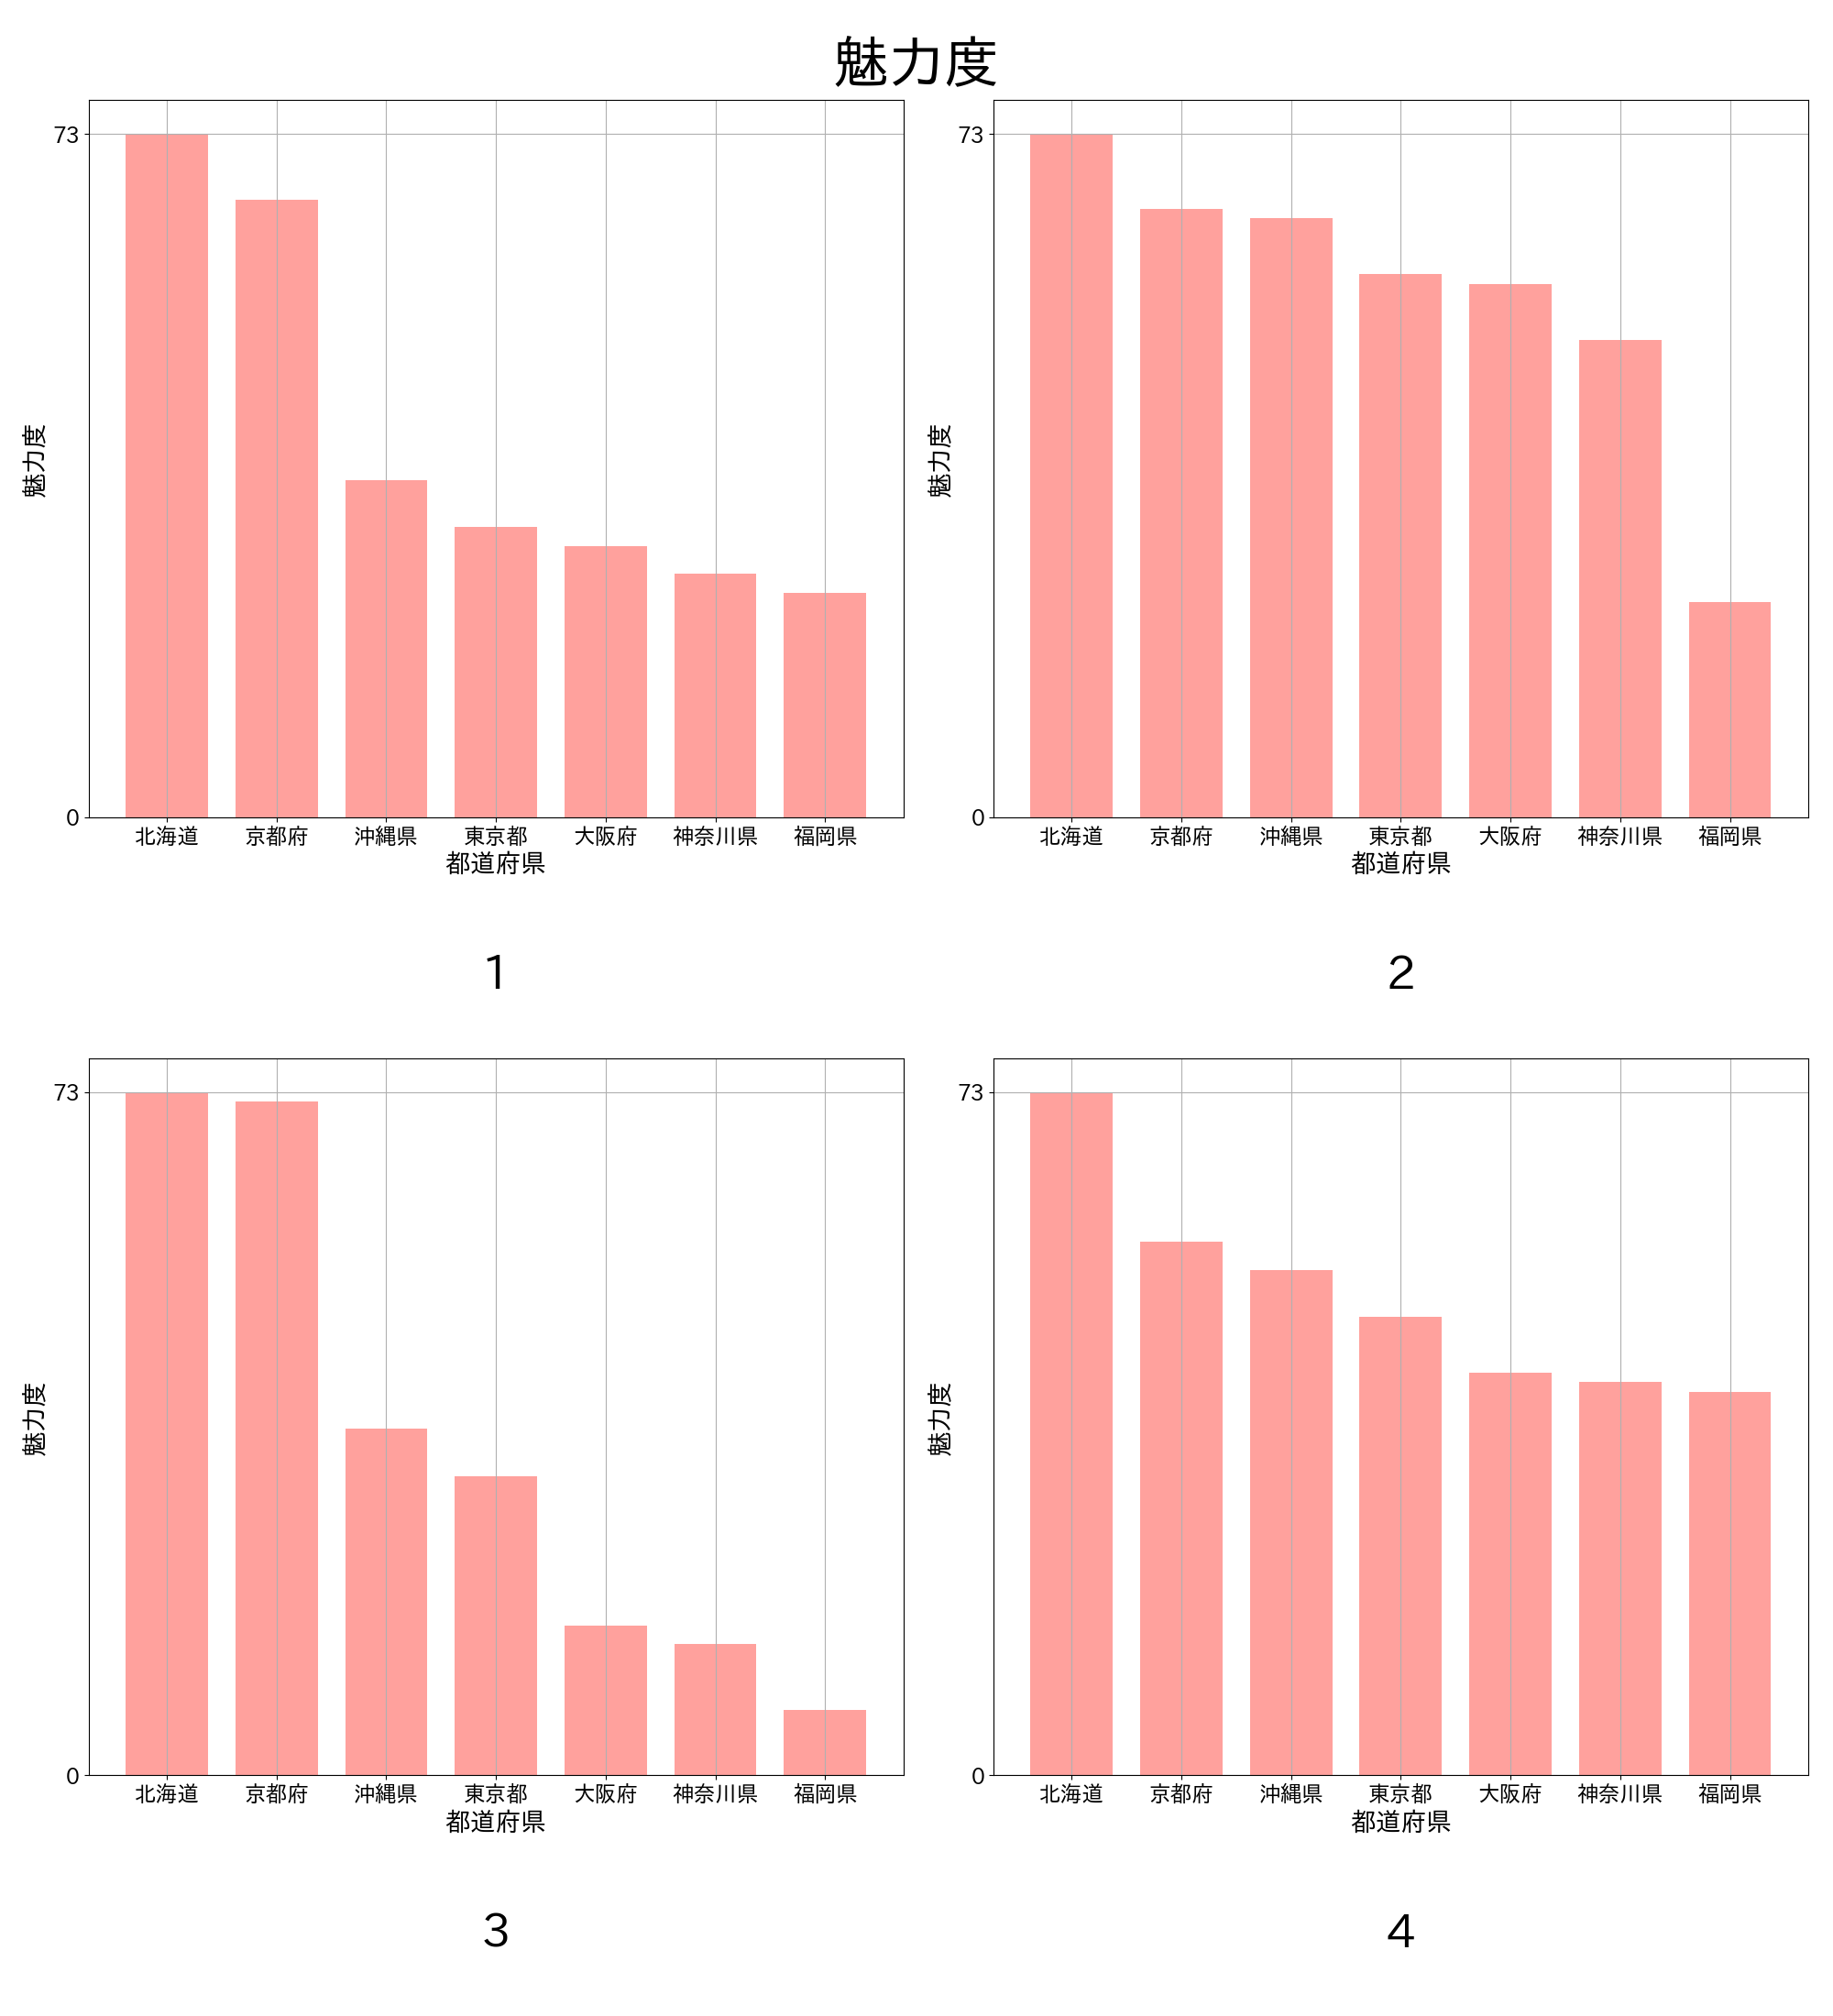 魅力度
73
0
魅力度
北海道 京都府 沖縄県 東京都 大阪府 神奈川県 福岡県
都道府県
1
73
0
魅力度
北海道 京都府 沖縄県 東京都 大阪府 神奈川県 福岡県
都道府県
2
73
0
魅力度
北海道 京都府 沖縄県 東京都 大阪府 神奈川県 福岡県
都道府県
3
73
0
魅力度
北海道 京都府 沖縄県 東京都 大阪府 神奈川県 福岡県
都道府県
4